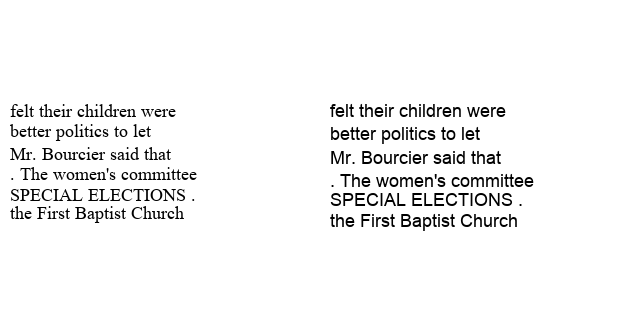 felt their children were
better politics to let
Mr. Bourcier said that
. The women's committee
SPECIAL ELECTIONS .
the First Baptist Church
felt their children were
better politics to let
Mr. Bourcier said that
. The women's committee
SPECIAL ELECTIONS .
the First Baptist Church